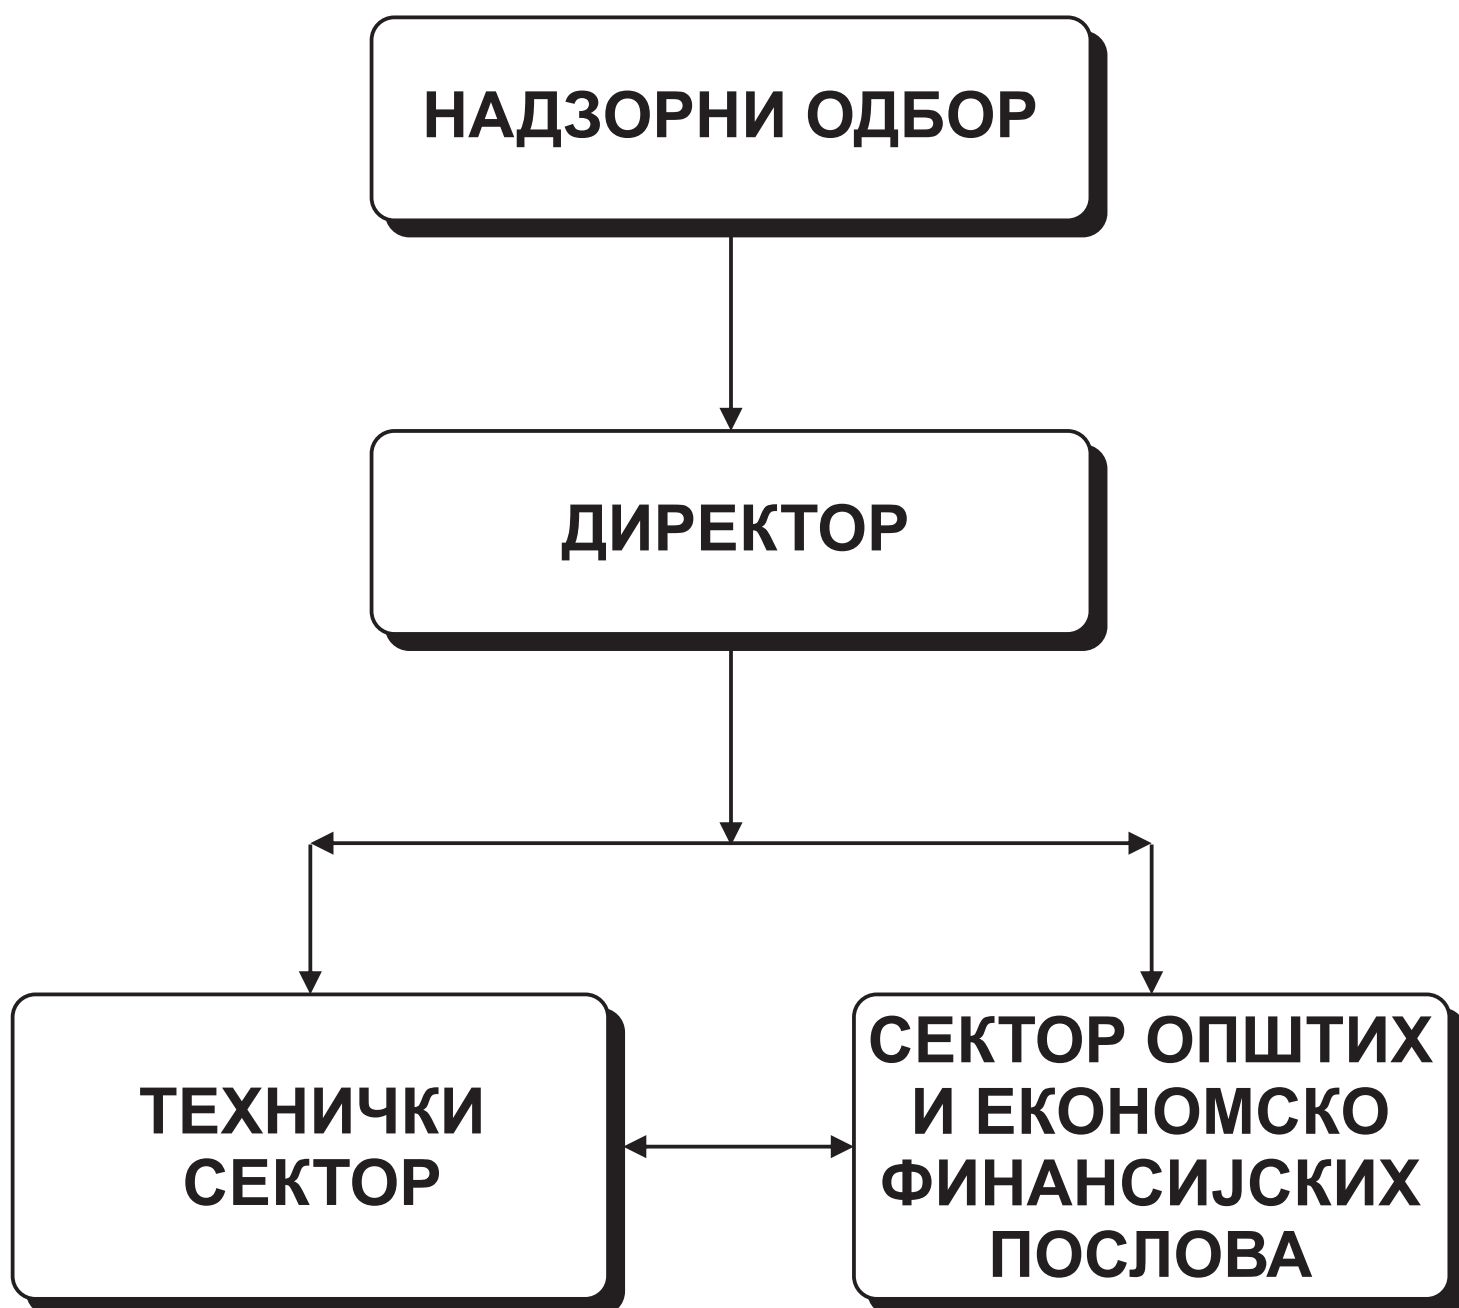 НАДЗОРНИ ОДБОР
ДИРЕКТОР
ТЕХНИЧКИ
СЕКТОР
СЕКТОР ОПШТИХ
И ЕКОНОМСКО
ФИНАНСИЈСКИХ
ПОСЛОВА